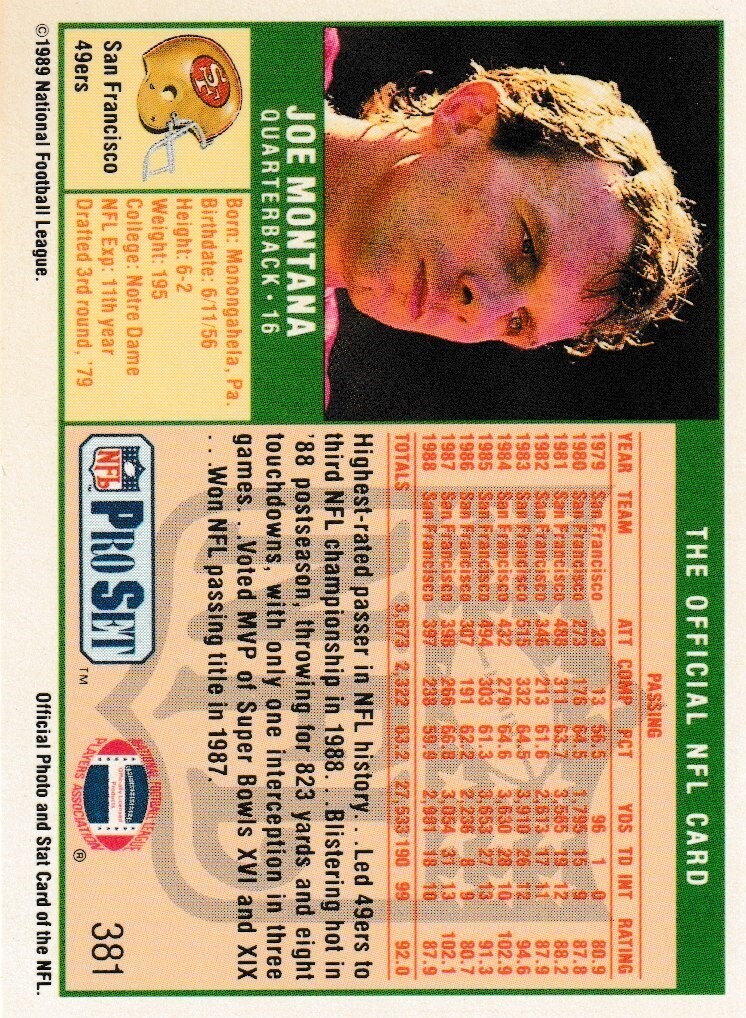 THE OFFICIAL NFL CARD
JOE MONTANA
QUARTERBACK • 16
San Francisco
49ers
Born: Monongahela, Pa.
Birthdate: 6/11/56
Height: 6-2
Weight: 195
College: Notre Dame
NFL Exp: 11th year
Drafted 3rd round, '79
PASSING
YEAR TEAM ATT COMP PCT YDS TD INT RATING
1979 San Francisco 23 13 56.5 96 1 0 80.9
1980 San Francisco 273 176 64.5 1,795 15 9 87.8
1981 San Francisco 488 311 63.7 3,565 19 12 88.2
1982 San Francisco 346 213 61.6 2,613 17 11 87.9
1983 San Francisco 515 332 64.5 3,910 26 12 94.6
1984 San Francisco 432 279 64.6 3,630 28 10 102.9
1985 San Francisco 494 303 61.3 3,653 27 13 91.3
1986 San Francisco 307 191 62.2 2,236 8 9 80.7
1987 San Francisco 398 266 66.8 3,054 31 13 102.1
1988 San Francisco 397 238 59.9 2,981 18 10 87.9
TOTALS 3,673 2,322 63.2 27,533 190 99 92.0
Highest-rated passer in NFL history. . .Led 49ers to
third NFL championship in 1988. . .Blistering hot in
'88 postseason, throwing for 823 yards and eight
touchdowns, with only one interception in three
games. . .Voted MVP of Super Bowls XVI and XIX
. . .Won NFL passing title in 1987.
NFL PRO SET ™
NATIONAL FOOTBALL LEAGUE
PLAYERS ASSOCIATION
Officially Licensed
Products
®
381
©1989 National Football League.
Official Photo and Stat Card of the NFL.